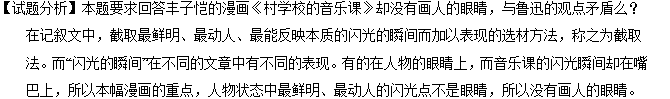 【试题分析】本题要求回答丰子恺的漫画《村学校的音乐课》却没有画人的眼睛，与鲁迅的观点矛盾么？
在记叙文中，截取最鲜明、最动人、最能反映本质的闪光的瞬间而加以表现的选材方法，称之为截取
法。而“闪光的瞬间”在不同的文章中有不同的表现。有的在人物的眼睛上，而音乐课的闪光瞬间却在嘴
巴上，所以本幅漫画的重点，人物状态中最鲜明、最动人的闪光点不是眼睛，所以没有画人的眼睛。